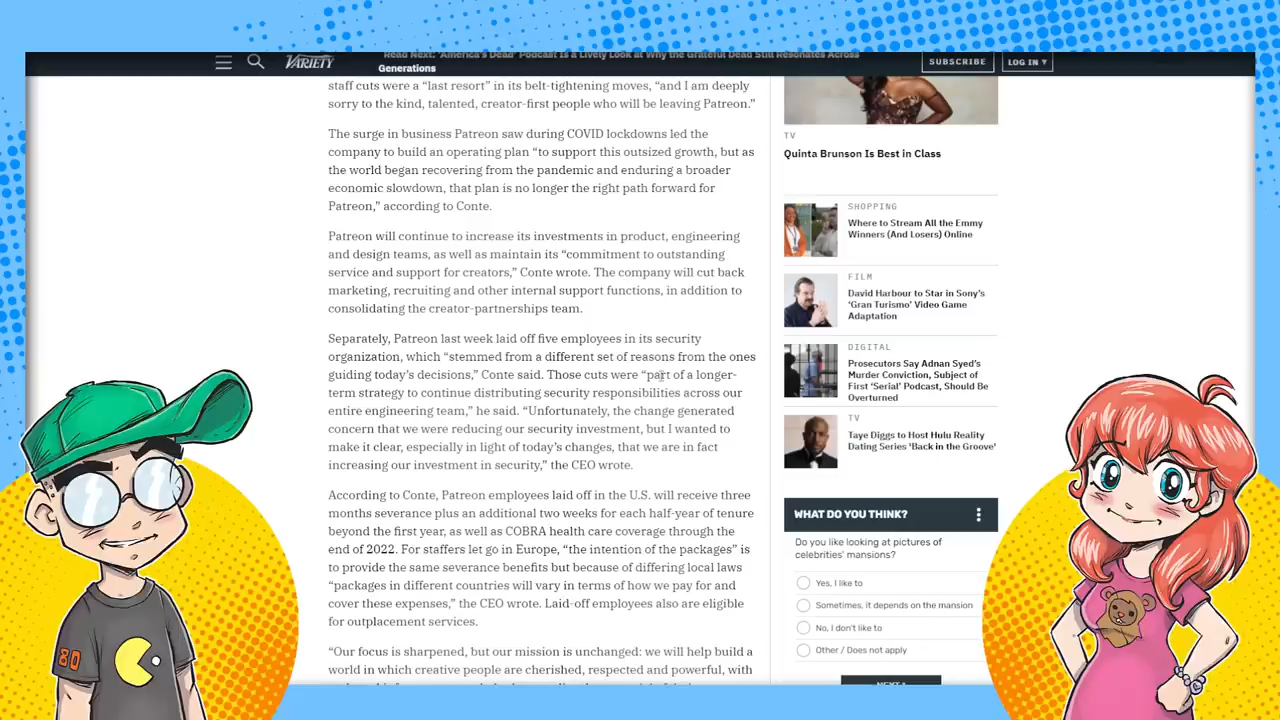 Read Next: 'America's Dead' Podcast Is a Lively Look at Why the Grateful Dead Still Resonates Across
Generations
VARIETY
SUBSCRIBE
LOG IN ▾
staff cuts were a “last resort” in its belt-tightening moves, “and I am deeply
sorry to the kind, talented, creator-first people who will be leaving Patreon.”
The surge in business Patreon saw during COVID lockdowns led the
company to build an operating plan “to support this outsized growth, but as
the world began recovering from the pandemic and enduring a broader
economic slowdown, that plan is no longer the right path forward for
Patreon,” according to Conte.
Patreon will continue to increase its investments in product, engineering
and design teams, as well as maintain its “commitment to outstanding
service and support for creators,” Conte wrote. The company will cut back
marketing, recruiting and other internal support functions, in addition to
consolidating the creator-partnerships team.
Separately, Patreon last week laid off five employees in its security
organization, which “stemmed from a different set of reasons from the ones
guiding today’s decisions,” Conte said. Those cuts were “part of a longer-
term strategy to continue distributing security responsibilities across our
entire engineering team,” he said. “Unfortunately, the change generated
concern that we were reducing our security investment, but I wanted to
make it clear, especially in light of today’s changes, that we are in fact
increasing our investment in security,” the CEO wrote.
According to Conte, Patreon employees laid off in the U.S. will receive three
months severance plus an additional two weeks for each half-year of tenure
beyond the first year, as well as COBRA health care coverage through the
end of 2022. For staffers let go in Europe, “the intention of the packages” is
to provide the same severance benefits but because of differing local laws
“packages in different countries will vary in terms of how we pay for and
cover these expenses,” the CEO wrote. Laid-off employees also are eligible
for outplacement services.
“Our focus is sharpened, but our mission is unchanged: we will help build a
world in which creative people are cherished, respected and powerful, with
TV
Quinta Brunson Is Best in Class
SHOPPING
Where to Stream All the Emmy
Winners (And Losers) Online
FILM
David Harbour to Star in Sony’s
‘Gran Turismo’ Video Game
Adaptation
DIGITAL
Prosecutors Say Adnan Syed’s
Murder Conviction, Subject of
First ‘Serial’ Podcast, Should Be
Overturned
TV
Taye Diggs to Host Hulu Reality
Dating Series ‘Back in the Groove’
WHAT DO YOU THINK?
Do you like looking at pictures of
celebrities' mansions?
Yes, I like to
Sometimes, it depends on the mansion
No, I don't like to
Other / Does not apply
80